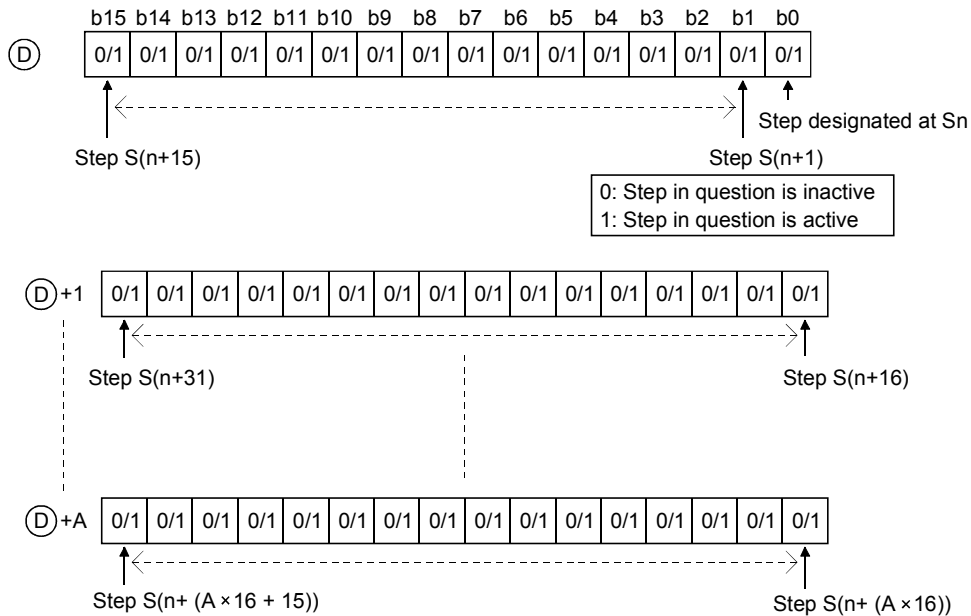 b15 b14 b13 b12 b11 b10 b9 b8 b7 b6 b5 b4 b3 b2 b1 b0
D 0/1 0/1 0/1 0/1 0/1 0/1 0/1 0/1 0/1 0/1 0/1 0/1 0/1 0/1 0/1 0/1
Step designated at Sn
Step S(n+15) Step S(n+1)
0: Step in question is inactive
1: Step in question is active
D +1 0/1 0/1 0/1 0/1 0/1 0/1 0/1 0/1 0/1 0/1 0/1 0/1 0/1 0/1 0/1 0/1
Step S(n+31) Step S(n+16)
D +A 0/1 0/1 0/1 0/1 0/1 0/1 0/1 0/1 0/1 0/1 0/1 0/1 0/1 0/1 0/1 0/1
Step S(n+ (A × 16 + 15)) Step S(n+ (A × 16))